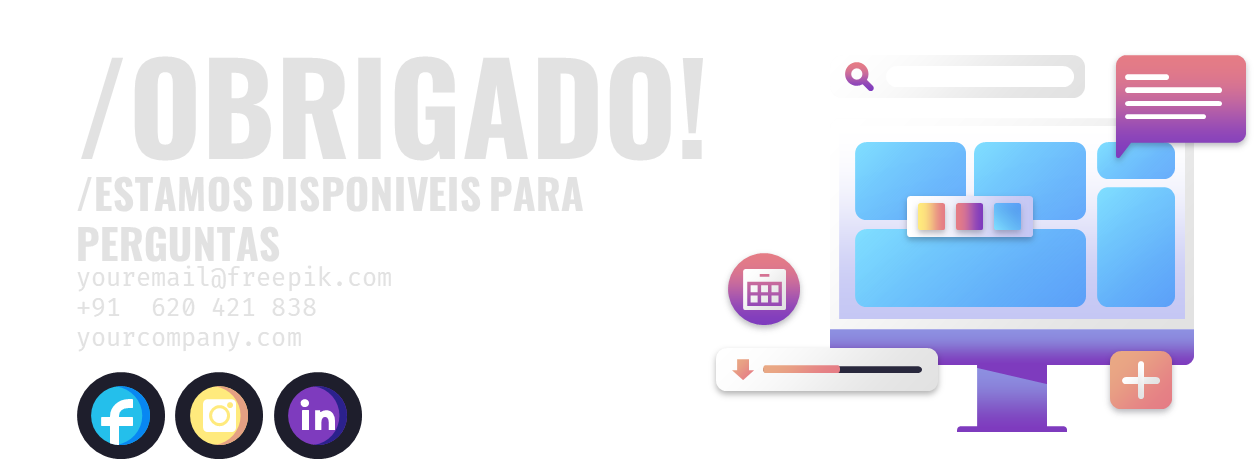 /OBRIGADO!
/ESTAMOS DISPONIVEIS PARA
PERGUNTAS
youremail@freepik.com
+91  620 421 838
yourcompany.com